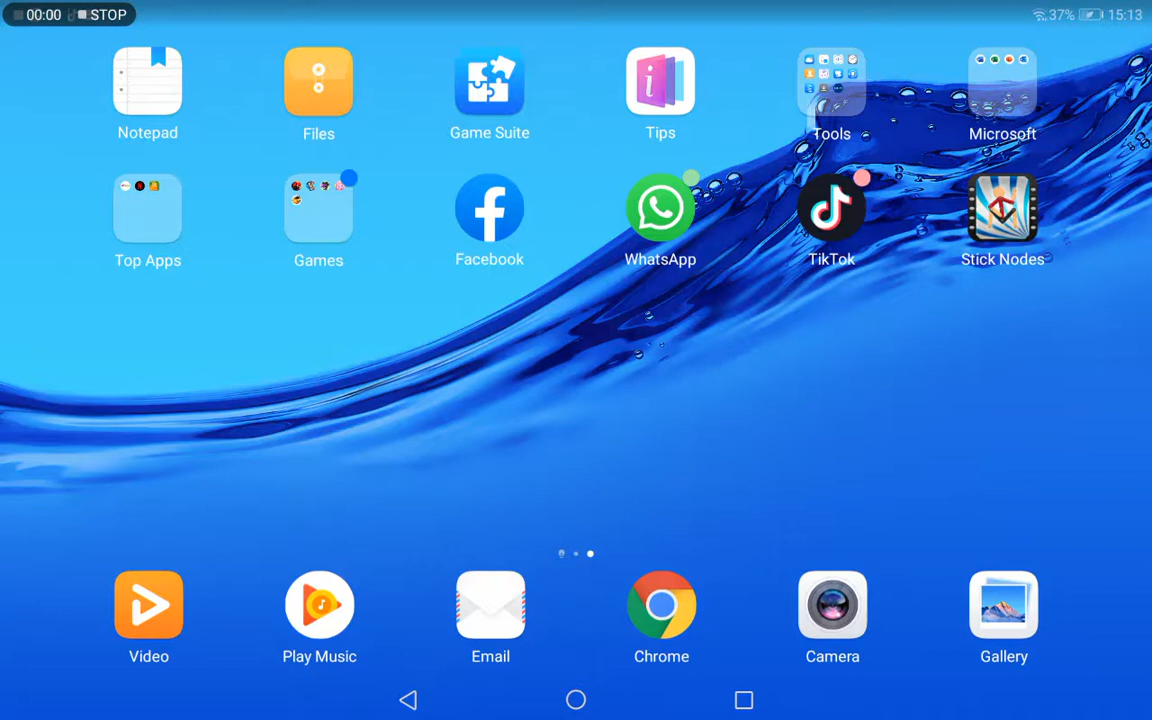 00:00 STOP 37% 15:13
Notepad Files Game Suite Tips Tools Microsoft
Top Apps Games Facebook WhatsApp TikTok Stick Nodes
Video Play Music Email Chrome Camera Gallery